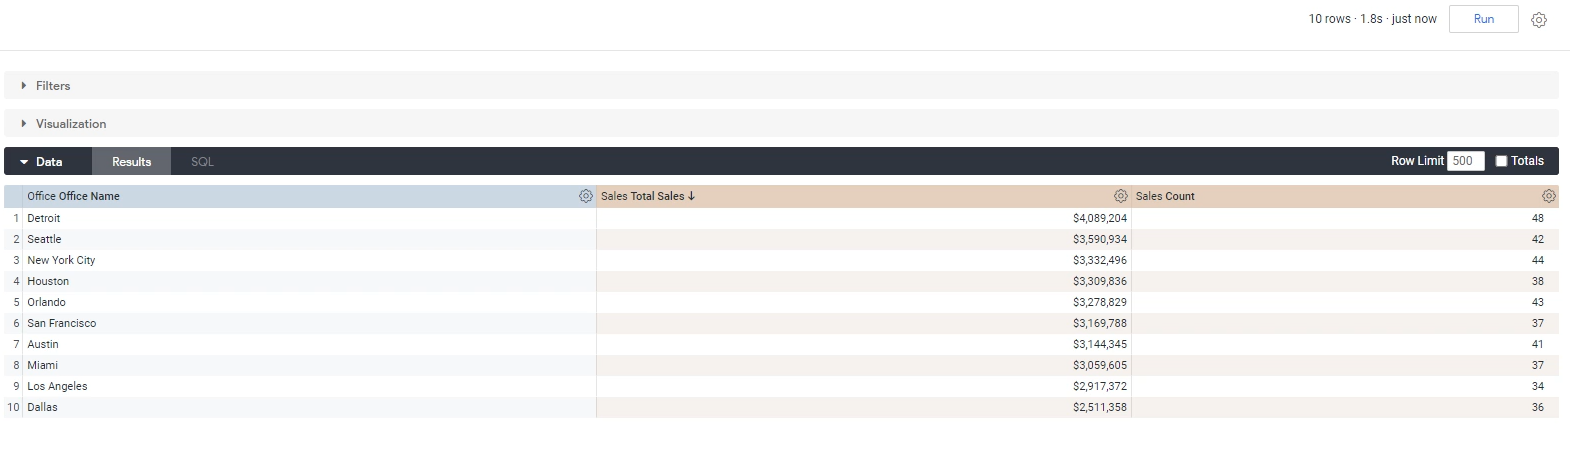 10 rows · 1.8s · just now Run
Filters
Visualization
Data Results SQL Row Limit 500 Totals
Office Office Name Sales Total Sales ↓ Sales Count
1 Detroit $4,089,204 48
2 Seattle $3,590,934 42
3 New York City $3,332,496 44
4 Houston $3,309,836 38
5 Orlando $3,278,829 43
6 San Francisco $3,169,788 37
7 Austin $3,144,345 41
8 Miami $3,059,605 37
9 Los Angeles $2,917,372 34
10 Dallas $2,511,358 36